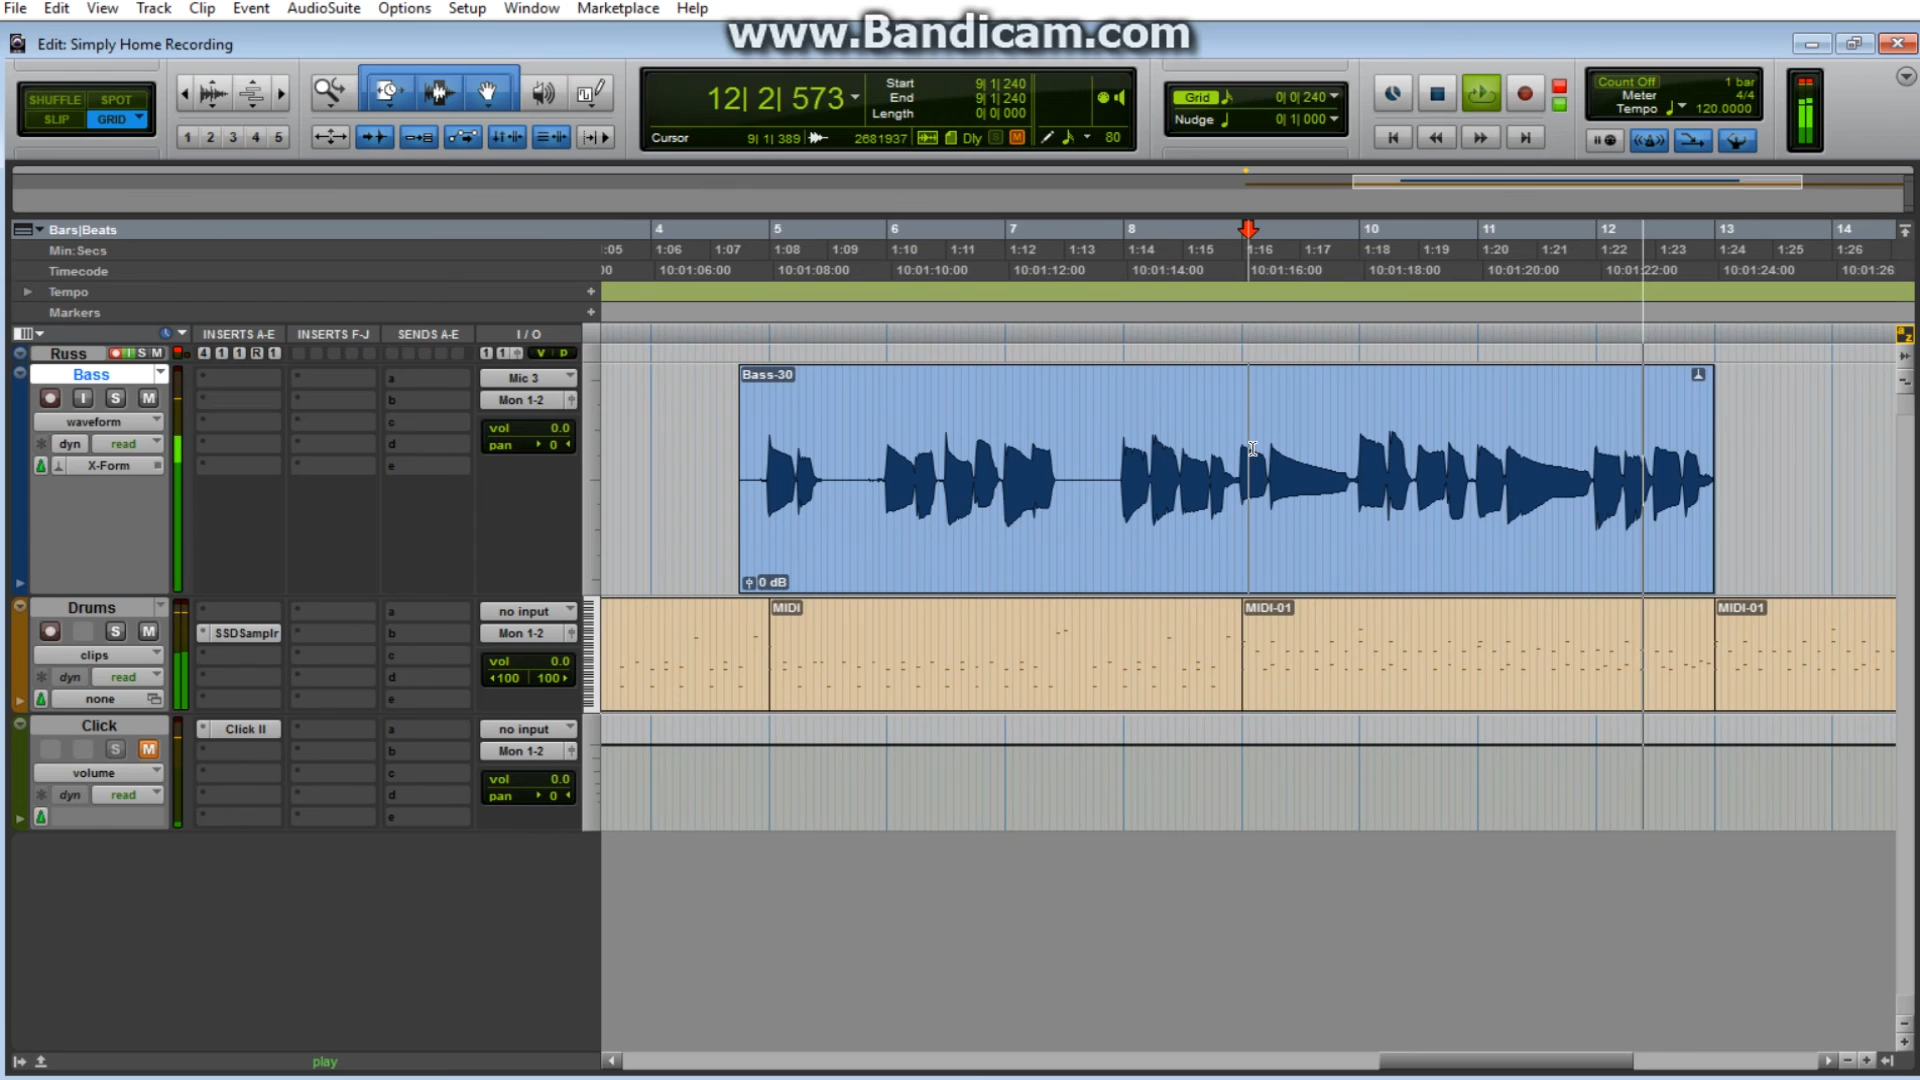 File Edit View Track Clip Event AudioSuite Options Setup Window Marketplace Help
www.Bandicam.com
Edit: Simply Home Recording
SHUFFLE SPOT
SLIP GRID
1 2 3 4 5
12| 2| 573
Start 9| 1| 240
End 9| 1| 240
Length 0| 0| 000
Cursor 9| 1| 389 2681937 Dly S M 80
Grid 0| 0| 240
Nudge 0| 1| 000
Count Off 1 bar
Meter 4/4
Tempo 120.0000
Bars|Beats 4 5 6 7 8 10 11 12 13 14
Min:Secs :05 1:06 1:07 1:08 1:09 1:10 1:11 1:12 1:13 1:14 1:15 1:16 1:17 1:18 1:19 1:20 1:21 1:22 1:23 1:24 1:25 1:26
Timecode 00 10:01:06:00 10:01:08:00 10:01:10:00 10:01:12:00 10:01:14:00 10:01:16:00 10:01:18:00 10:01:20:00 10:01:22:00 10:01:24:00 10:01:26
Tempo
Markers
INSERTS A-E INSERTS F-J SENDS A-E I / O
a z
Russ I S M 4 1 1 R 1 1 1 V P
Bass a Mic 3 Bass-30
I S M b Mon 1-2
waveform c vol 0.0
dyn read d pan 0
X-Form e
0 dB
Drums a no input MIDI MIDI-01 MIDI-01
S M SSDSamplr b Mon 1-2
clips c vol 0.0
dyn read d 100 100
none e
Click Click II a no input
S M b Mon 1-2
volume c vol 0.0
dyn read d pan 0
e
play